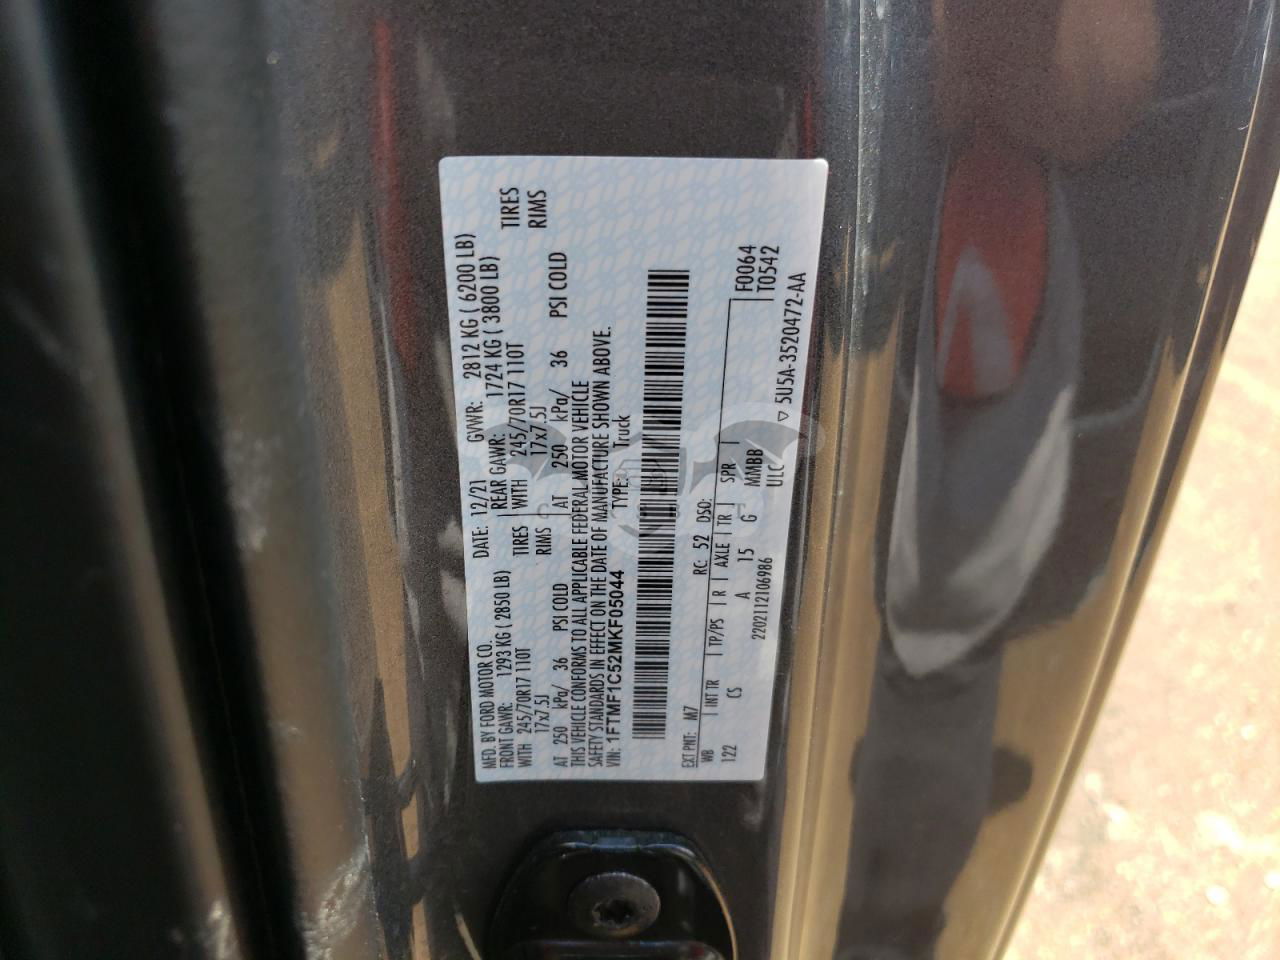 MFD. BY FORD MOTOR CO.
DATE: 12/21 GVWR: 2812 KG ( 6200 LB)
FRONT GAWR: 1293 KG ( 2850 LB) REAR GAWR: 1724 KG ( 3800 LB)
WITH 245/70R17 110T TIRES WITH 245/70R17 110T TIRES
17x7.5J RIMS 17x7.5J RIMS
AT 250 kPa/ 36 PSI COLD AT 250 kPa/ 36 PSI COLD
THIS VEHICLE CONFORMS TO ALL APPLICABLE FEDERAL MOTOR VEHICLE
SAFETY STANDARDS IN EFFECT ON THE DATE OF MANUFACTURE SHOWN ABOVE.
VIN: 1FTMF1C52MKF05044 TYPE: Truck
EXT PNT: M7 RC: 52 DSO:
WB INT TR TP/PS R AXLE TR SPR F0064
122 CS A 15 G MMBB T0542
2202112106986 ULC
5U5A-3520472-AA